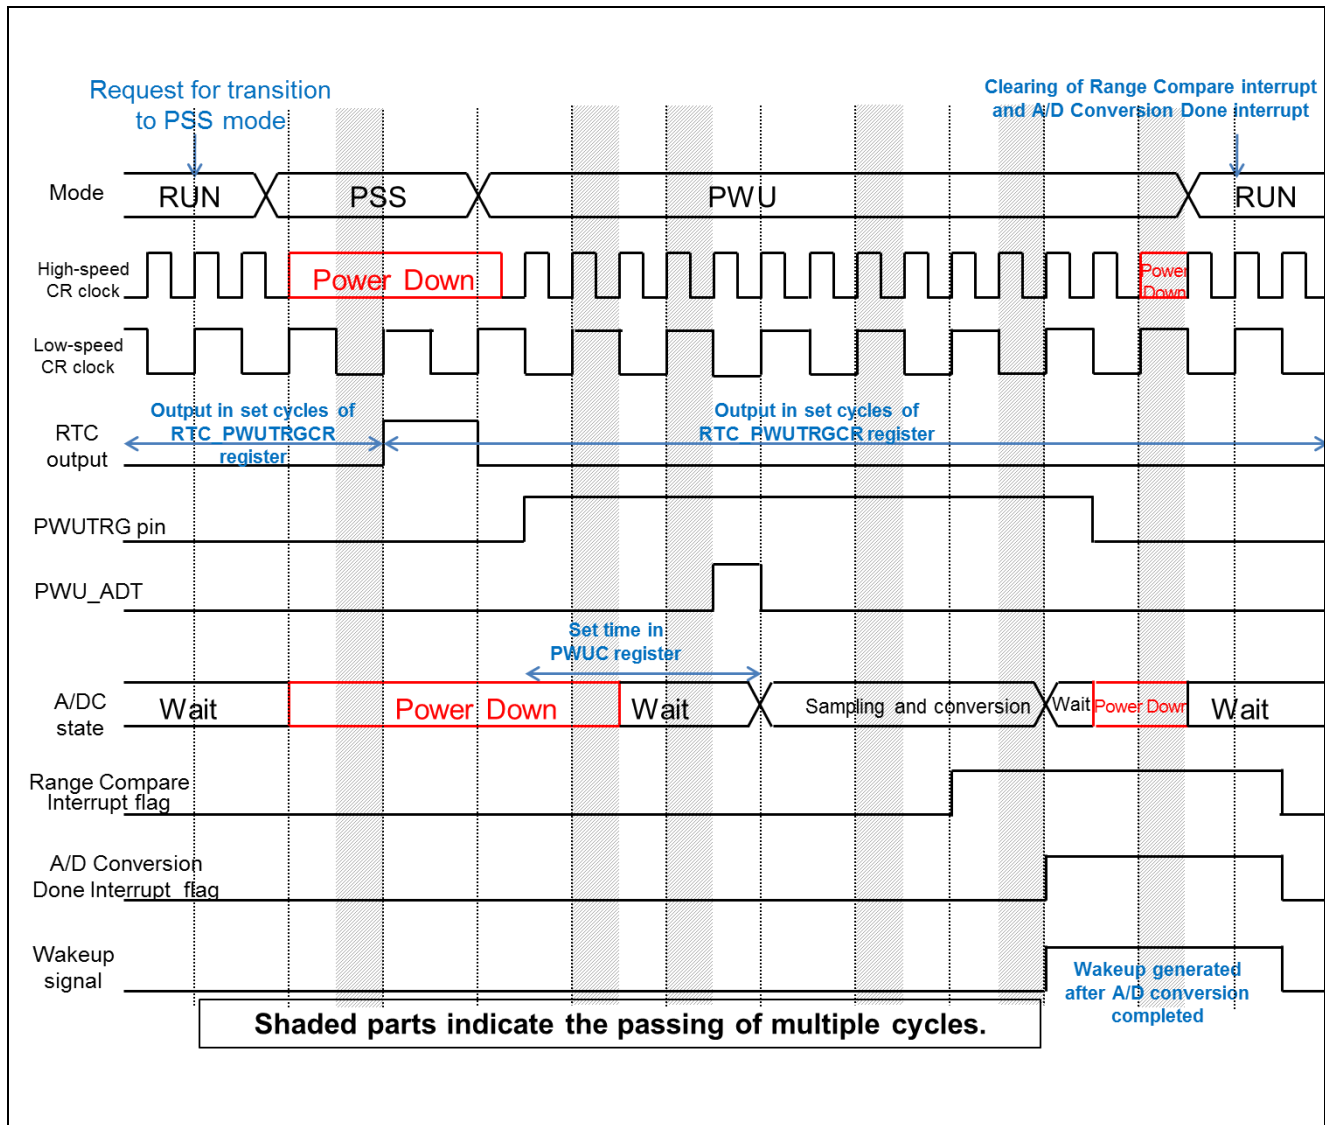 Request for transition
to PSS mode
Clearing of Range Compare interrupt
and A/D Conversion Done interrupt
Mode
RUN
PSS
PWU
RUN
High-speed
CR clock
Power Down
Power
Down
Low-speed
CR clock
Output in set cycles of
RTC PWUTRGCR
register
Output in set cycles of
RTC PWUTRGCR register
RTC
output
PWUTRG pin
PWU_ADT
Set time in
PWUC register
A/DC
state
Wait
Power Down
Wait
Sampling and conversion
Wait
Power Down
Wait
Range Compare
Interrupt flag
A/D Conversion
Done Interrupt flag
Wakeup
signal
Wakeup generated
after A/D conversion
completed
Shaded parts indicate the passing of multiple cycles.